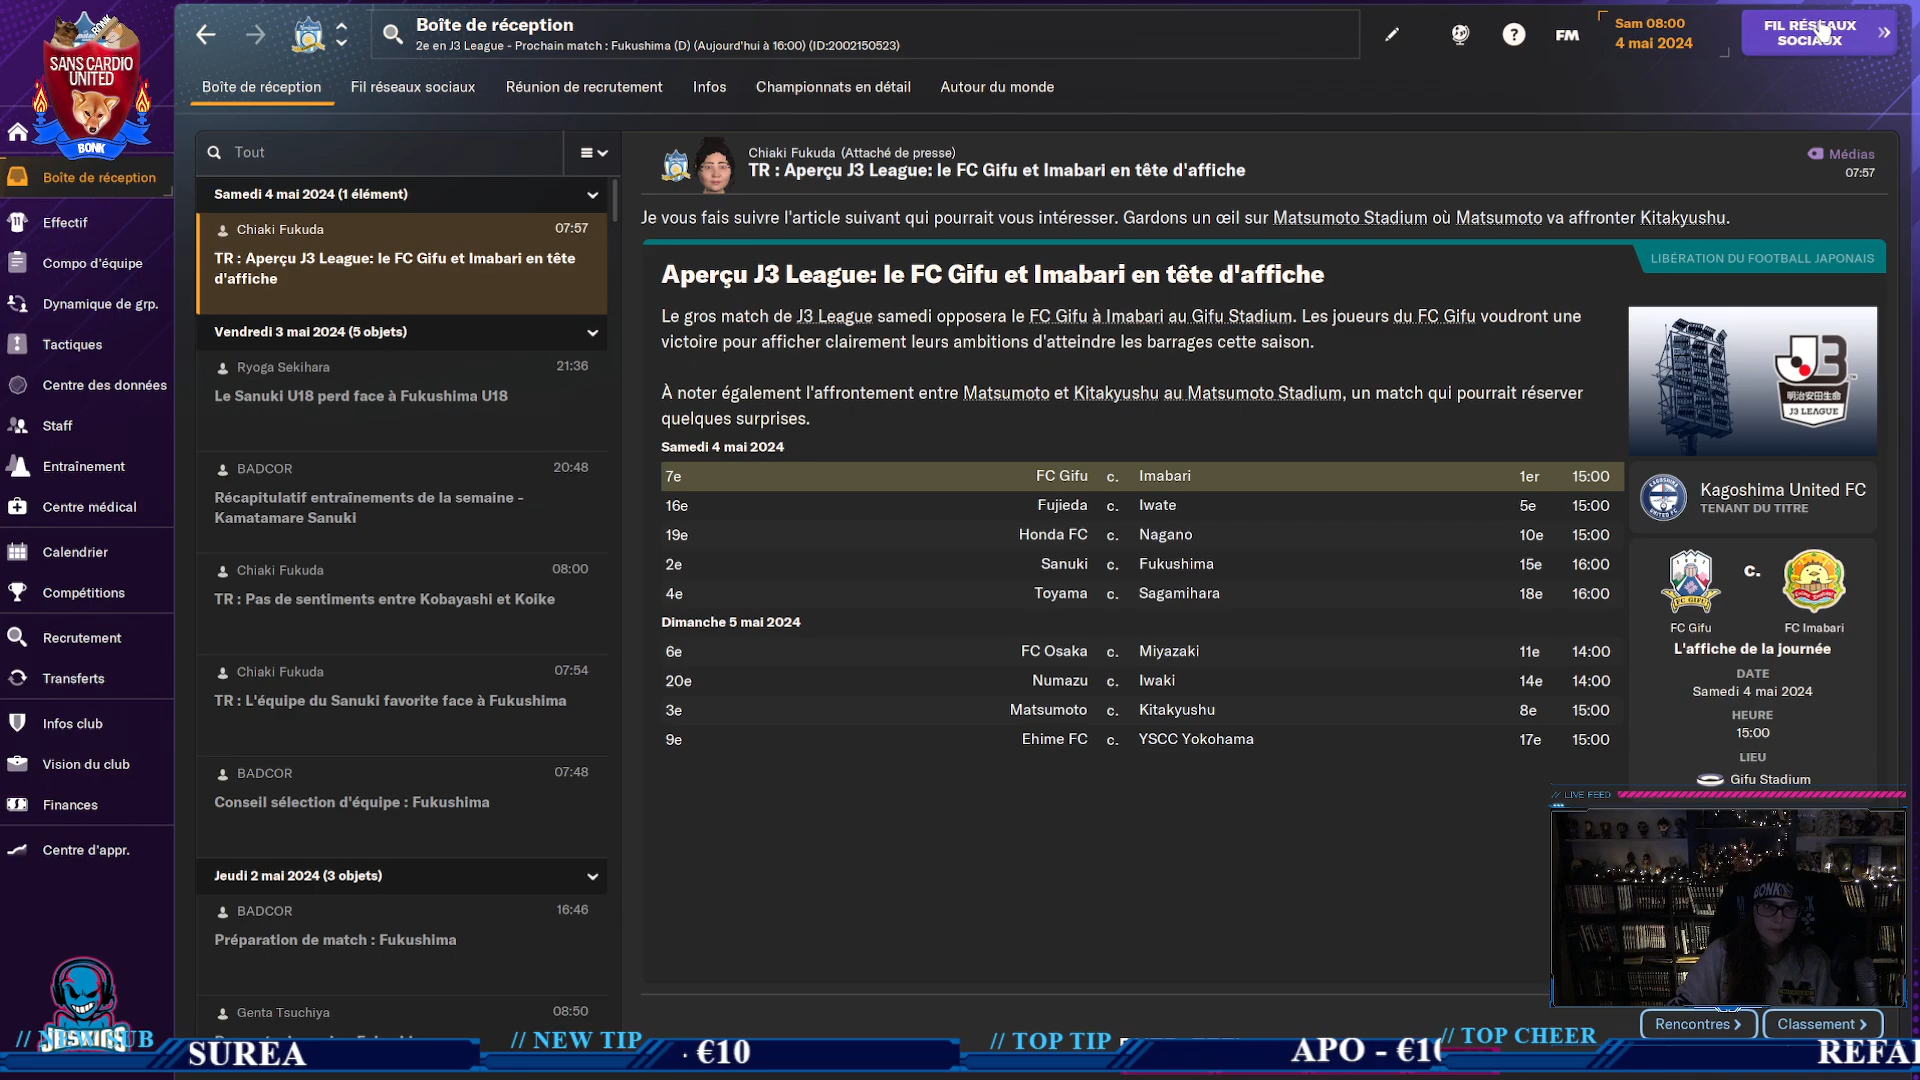 Boîte de réception
2e en J3 League - Prochain match : Fukushima (D) (Aujourd'hui à 16:00) (ID:2002150523)
FM
Sam 08:00
4 mai 2024
FIL RÉSEAUX
SOCIAUX
SANS CARDIO
UNITED
BONK
Boîte de réception
Fil réseaux sociaux
Réunion de recrutement
Infos
Championnats en détail
Autour du monde
Boîte de réception
Effectif
Compo d'équipe
Dynamique de grp.
Tactiques
Centre des données
Staff
Entraînement
Centre médical
Calendrier
Compétitions
Recrutement
Transferts
Infos club
Vision du club
Finances
Centre d'appr.
Tout
Samedi 4 mai 2024 (1 élément)
Chiaki Fukuda 07:57
TR : Aperçu J3 League: le FC Gifu et Imabari en tête
d'affiche
Vendredi 3 mai 2024 (5 objets)
Ryoga Sekihara 21:36
Le Sanuki U18 perd face à Fukushima U18
BADCOR 20:48
Récapitulatif entraînements de la semaine -
Kamatamare Sanuki
Chiaki Fukuda 08:00
TR : Pas de sentiments entre Kobayashi et Koike
Chiaki Fukuda 07:54
TR : L'équipe du Sanuki favorite face à Fukushima
BADCOR 07:48
Conseil sélection d'équipe : Fukushima
Jeudi 2 mai 2024 (3 objets)
BADCOR 16:46
Préparation de match : Fukushima
Genta Tsuchiya 08:50
Chiaki Fukuda (Attaché de presse)
TR : Aperçu J3 League: le FC Gifu et Imabari en tête d'affiche
Médias
07:57
Je vous fais suivre l'article suivant qui pourrait vous intéresser. Gardons un œil sur Matsumoto Stadium où Matsumoto va affronter Kitakyushu.
LIBÉRATION DU FOOTBALL JAPONAIS
Aperçu J3 League: le FC Gifu et Imabari en tête d'affiche
Le gros match de J3 League samedi opposera le FC Gifu à Imabari au Gifu Stadium. Les joueurs du FC Gifu voudront une
victoire pour afficher clairement leurs ambitions d'atteindre les barrages cette saison.
À noter également l'affrontement entre Matsumoto et Kitakyushu au Matsumoto Stadium, un match qui pourrait réserver
quelques surprises.
Samedi 4 mai 2024
7e FC Gifu c. Imabari 1er 15:00
16e Fujieda c. Iwate 5e 15:00
19e Honda FC c. Nagano 10e 15:00
2e Sanuki c. Fukushima 15e 16:00
4e Toyama c. Sagamihara 18e 16:00
Dimanche 5 mai 2024
6e FC Osaka c. Miyazaki 11e 14:00
20e Numazu c. Iwaki 14e 14:00
3e Matsumoto c. Kitakyushu 8e 15:00
9e Ehime FC c. YSCC Yokohama 17e 15:00
J3
明治安田生命
J3 LEAGUE
Kagoshima United FC
TENANT DU TITRE
c.
FC Gifu
FC Imabari
L'affiche de la journée
DATE
Samedi 4 mai 2024
HEURE
15:00
LIEU
Gifu Stadium
// LIVE FEED
BONK
Rencontres
Classement
// NEW SUB
SUREA
// NEW TIP
· €10
// TOP TIP
APO - €10
// TOP CHEER